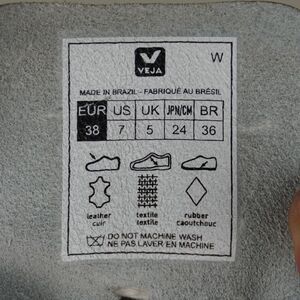 VEJA
W
MADE IN BRAZIL - FABRIQUÉ AU BRÉSIL
EUR US UK JPN/CM BR
38 7 5 24 36
leather textile rubber
cuir textile caoutchouc
DO NOT MACHINE WASH
NE PAS LAVER EN MACHINE